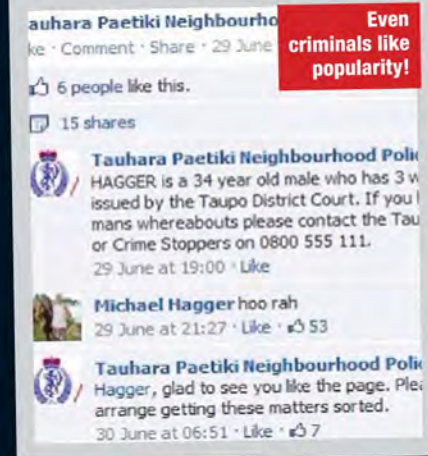 auhara Paetiki Neighbourho
Even
criminals like
popularity!
ke · Comment · Share · 29 June
6 people like this.
15 shares
Tauhara Paetiki Neighbourhood Polic
HAGGER is a 34 year old male who has 3 w
issued by the Taupo District Court. If you
mans whereabouts please contact the Tau
or Crime Stoppers on 0800 555 111.
29 June at 19:00 · Like
Michael Hagger hoo rah
29 June at 21:27 · Like · 53
Tauhara Paetiki Neighbourhood Polic
Hagger, glad to see you like the page. Plea
arrange getting these matters sorted.
30 June at 06:51 · Like · 7